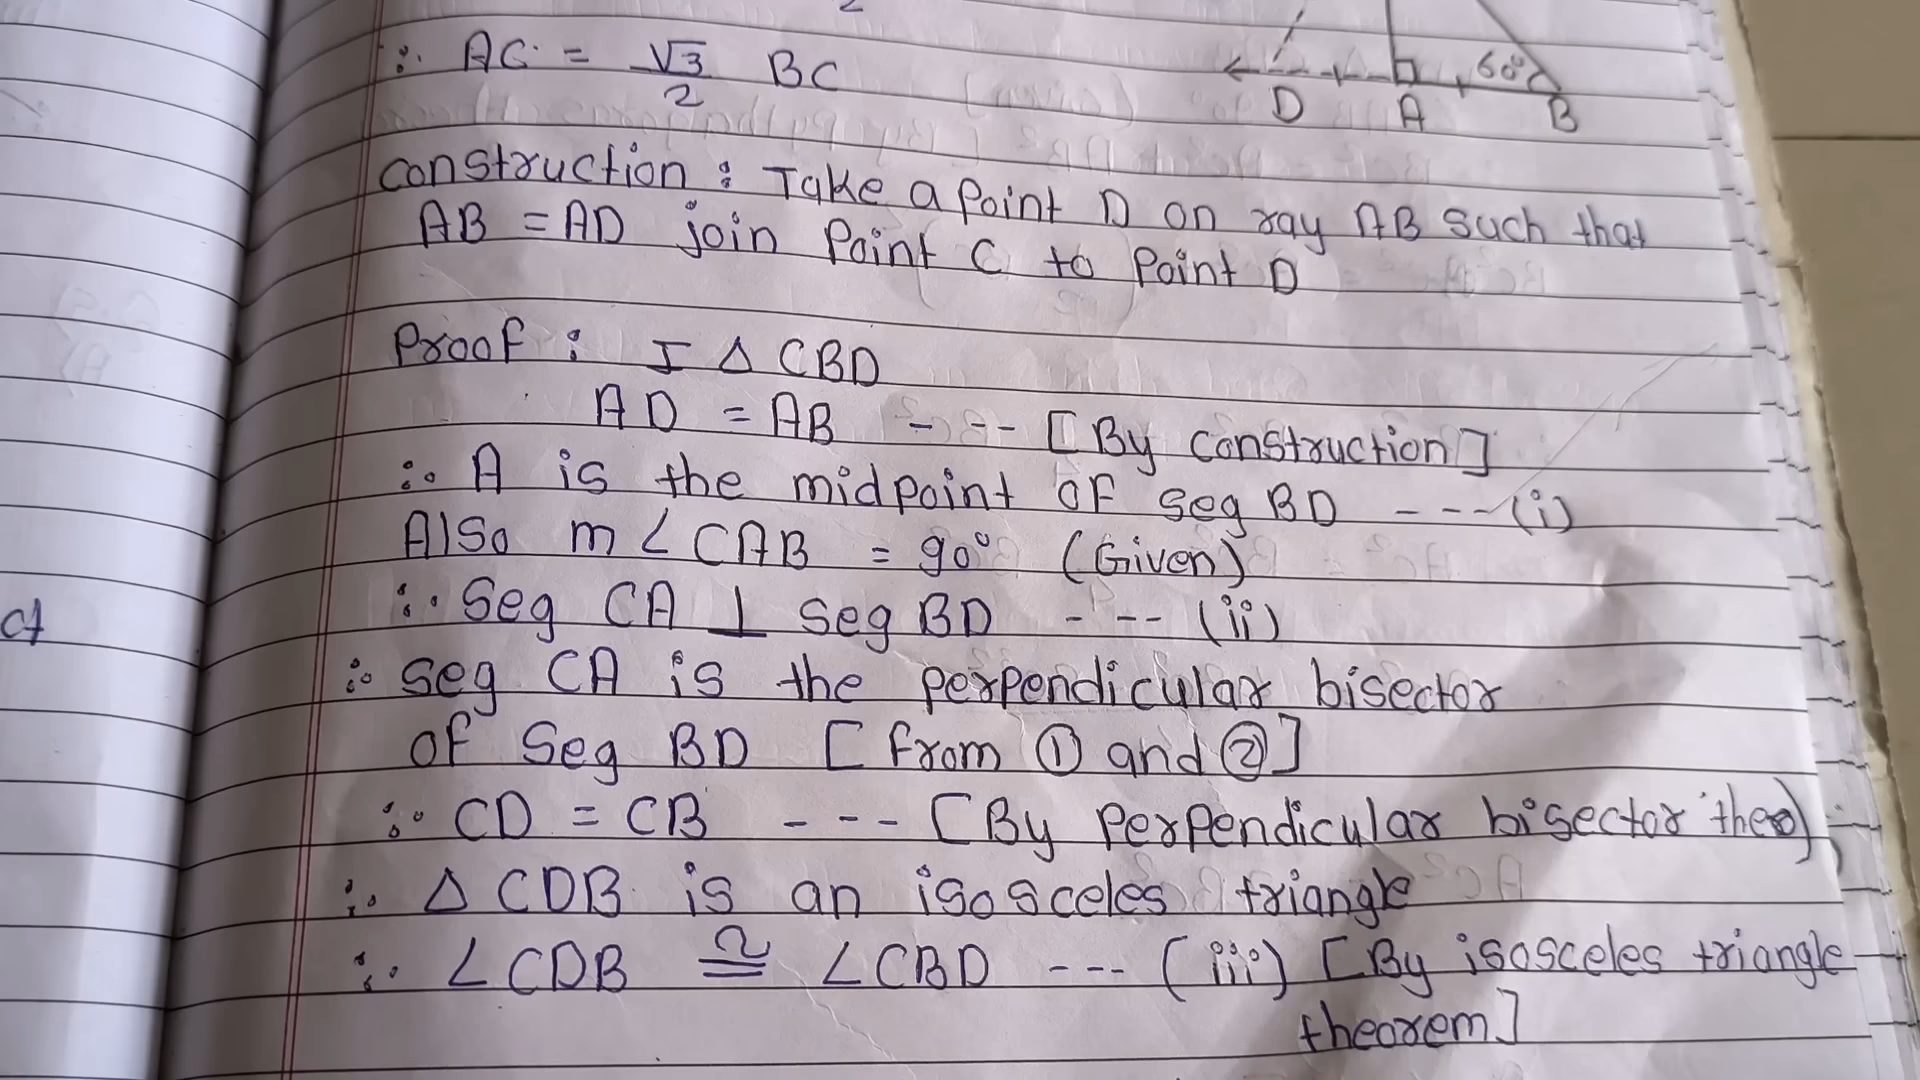 2
∴ AC = √3/2 BC
60°
D A B
Construction : Take a Point D on ray AB such that
AB = AD join Point C to Point D
Proof : I △ CBD
AD = AB - - - [By construction]
∴ A is the midpoint of seg BD - - - (i)
Also m∠CAB = 90° (Given)
∴ Seg CA ⊥ seg BD - - - (ii)
∴ seg CA is the perpendicular bisector
of Seg BD [from ① and ②]
∴ CD = CB - - - [By perpendicular bisector theo)
∴ △ CDB is an isosceles triangle
∴ ∠CDB ≅ ∠CBD - - - (iii) [By isosceles triangle
theorem]
c)